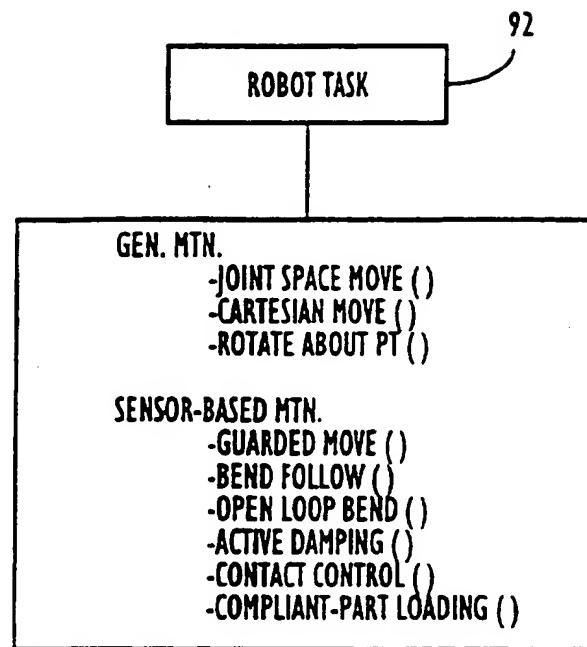 92
ROBOT TASK
GEN. MTN.
-JOINT SPACE MOVE ( )
-CARTESIAN MOVE ( )
-ROTATE ABOUT PT ( )
SENSOR-BASED MTN.
-GUARDED MOVE ( )
-BEND FOLLOW ( )
-OPEN LOOP BEND ( )
-ACTIVE DAMPING ( )
-CONTACT CONTROL ( )
-COMPLIANT-PART LOADING ( )